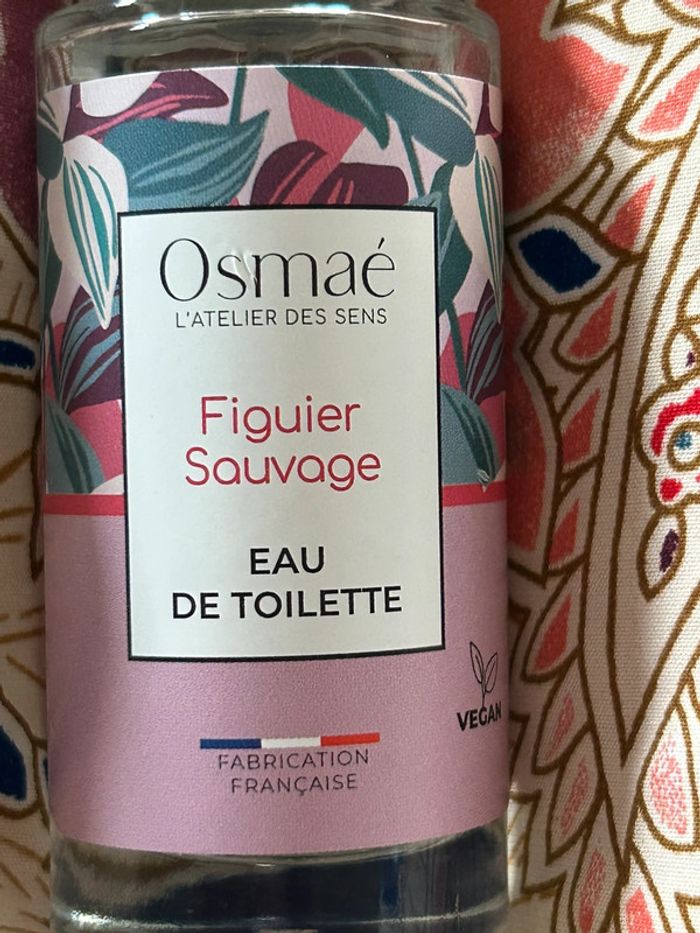 Osmaé
L'ATELIER DES SENS
Figuier
Sauvage
EAU
DE TOILETTE
VEGAN
FABRICATION
FRANÇAISE